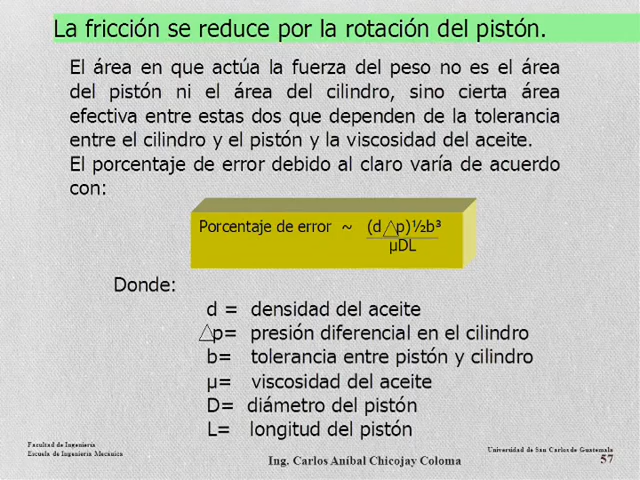 La fricción se reduce por la rotación del pistón.
El área en que actúa la fuerza del peso no es el área
del pistón ni el área del cilindro, sino cierta área
efectiva entre estas dos que dependen de la tolerancia
entre el cilindro y el pistón y la viscosidad del aceite.
El porcentaje de error debido al claro varía de acuerdo
con:
Porcentaje de error ~ (d△p)½b³
µDL
Donde:
d = densidad del aceite
△p= presión diferencial en el cilindro
b= tolerancia entre pistón y cilindro
µ= viscosidad del aceite
D= diámetro del pistón
L= longitud del pistón
Facultad de Ingeniería
Escuela de Ingeniería Mecánica
Universidad de San Carlos de Guatemala
Ing. Carlos Aníbal Chicojay Coloma
57